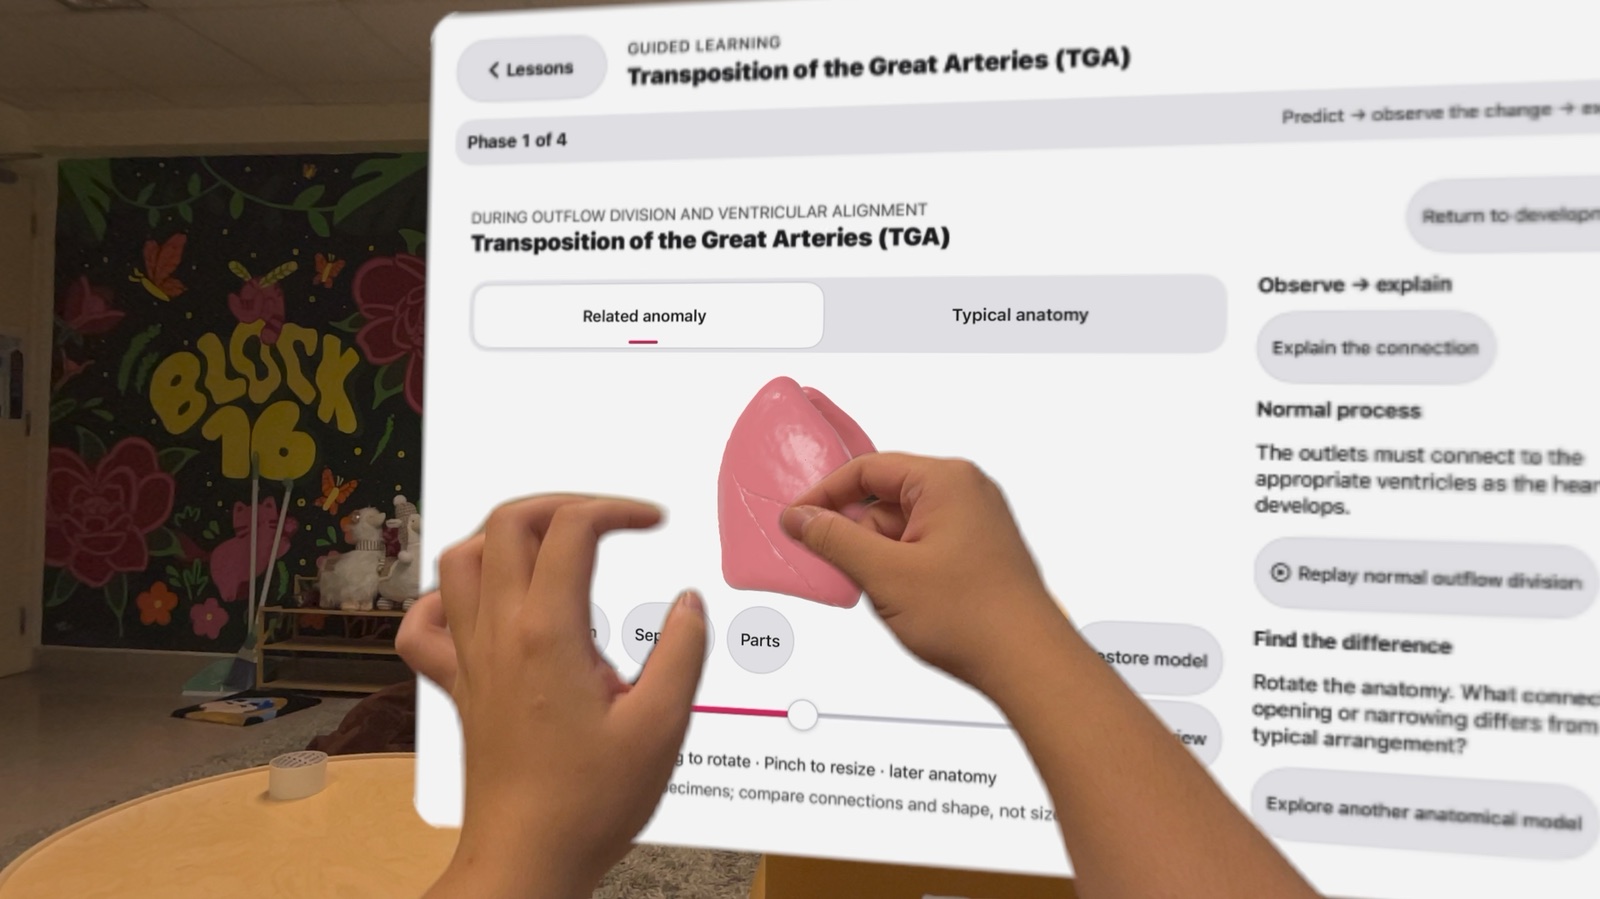 Lessons
GUIDED LEARNING
Transposition of the Great Arteries (TGA)
Phase 1 of 4
Predict → observe the change →
DURING OUTFLOW DIVISION AND VENTRICULAR ALIGNMENT
Transposition of the Great Arteries (TGA)
Return to
Related anomaly
Typical anatomy
Observe → explain
Explain the connection
Normal process
The outlets must connect to the
appropriate ventricles as the
develops.
Replay normal outflow division
Find the difference
Rotate the anatomy. What
opening or narrowing differs from
typical arrangement?
Explore another anatomical model
Parts
model
to rotate · Pinch to resize · later anatomy
compare connections and shape, not
BLOCK
16